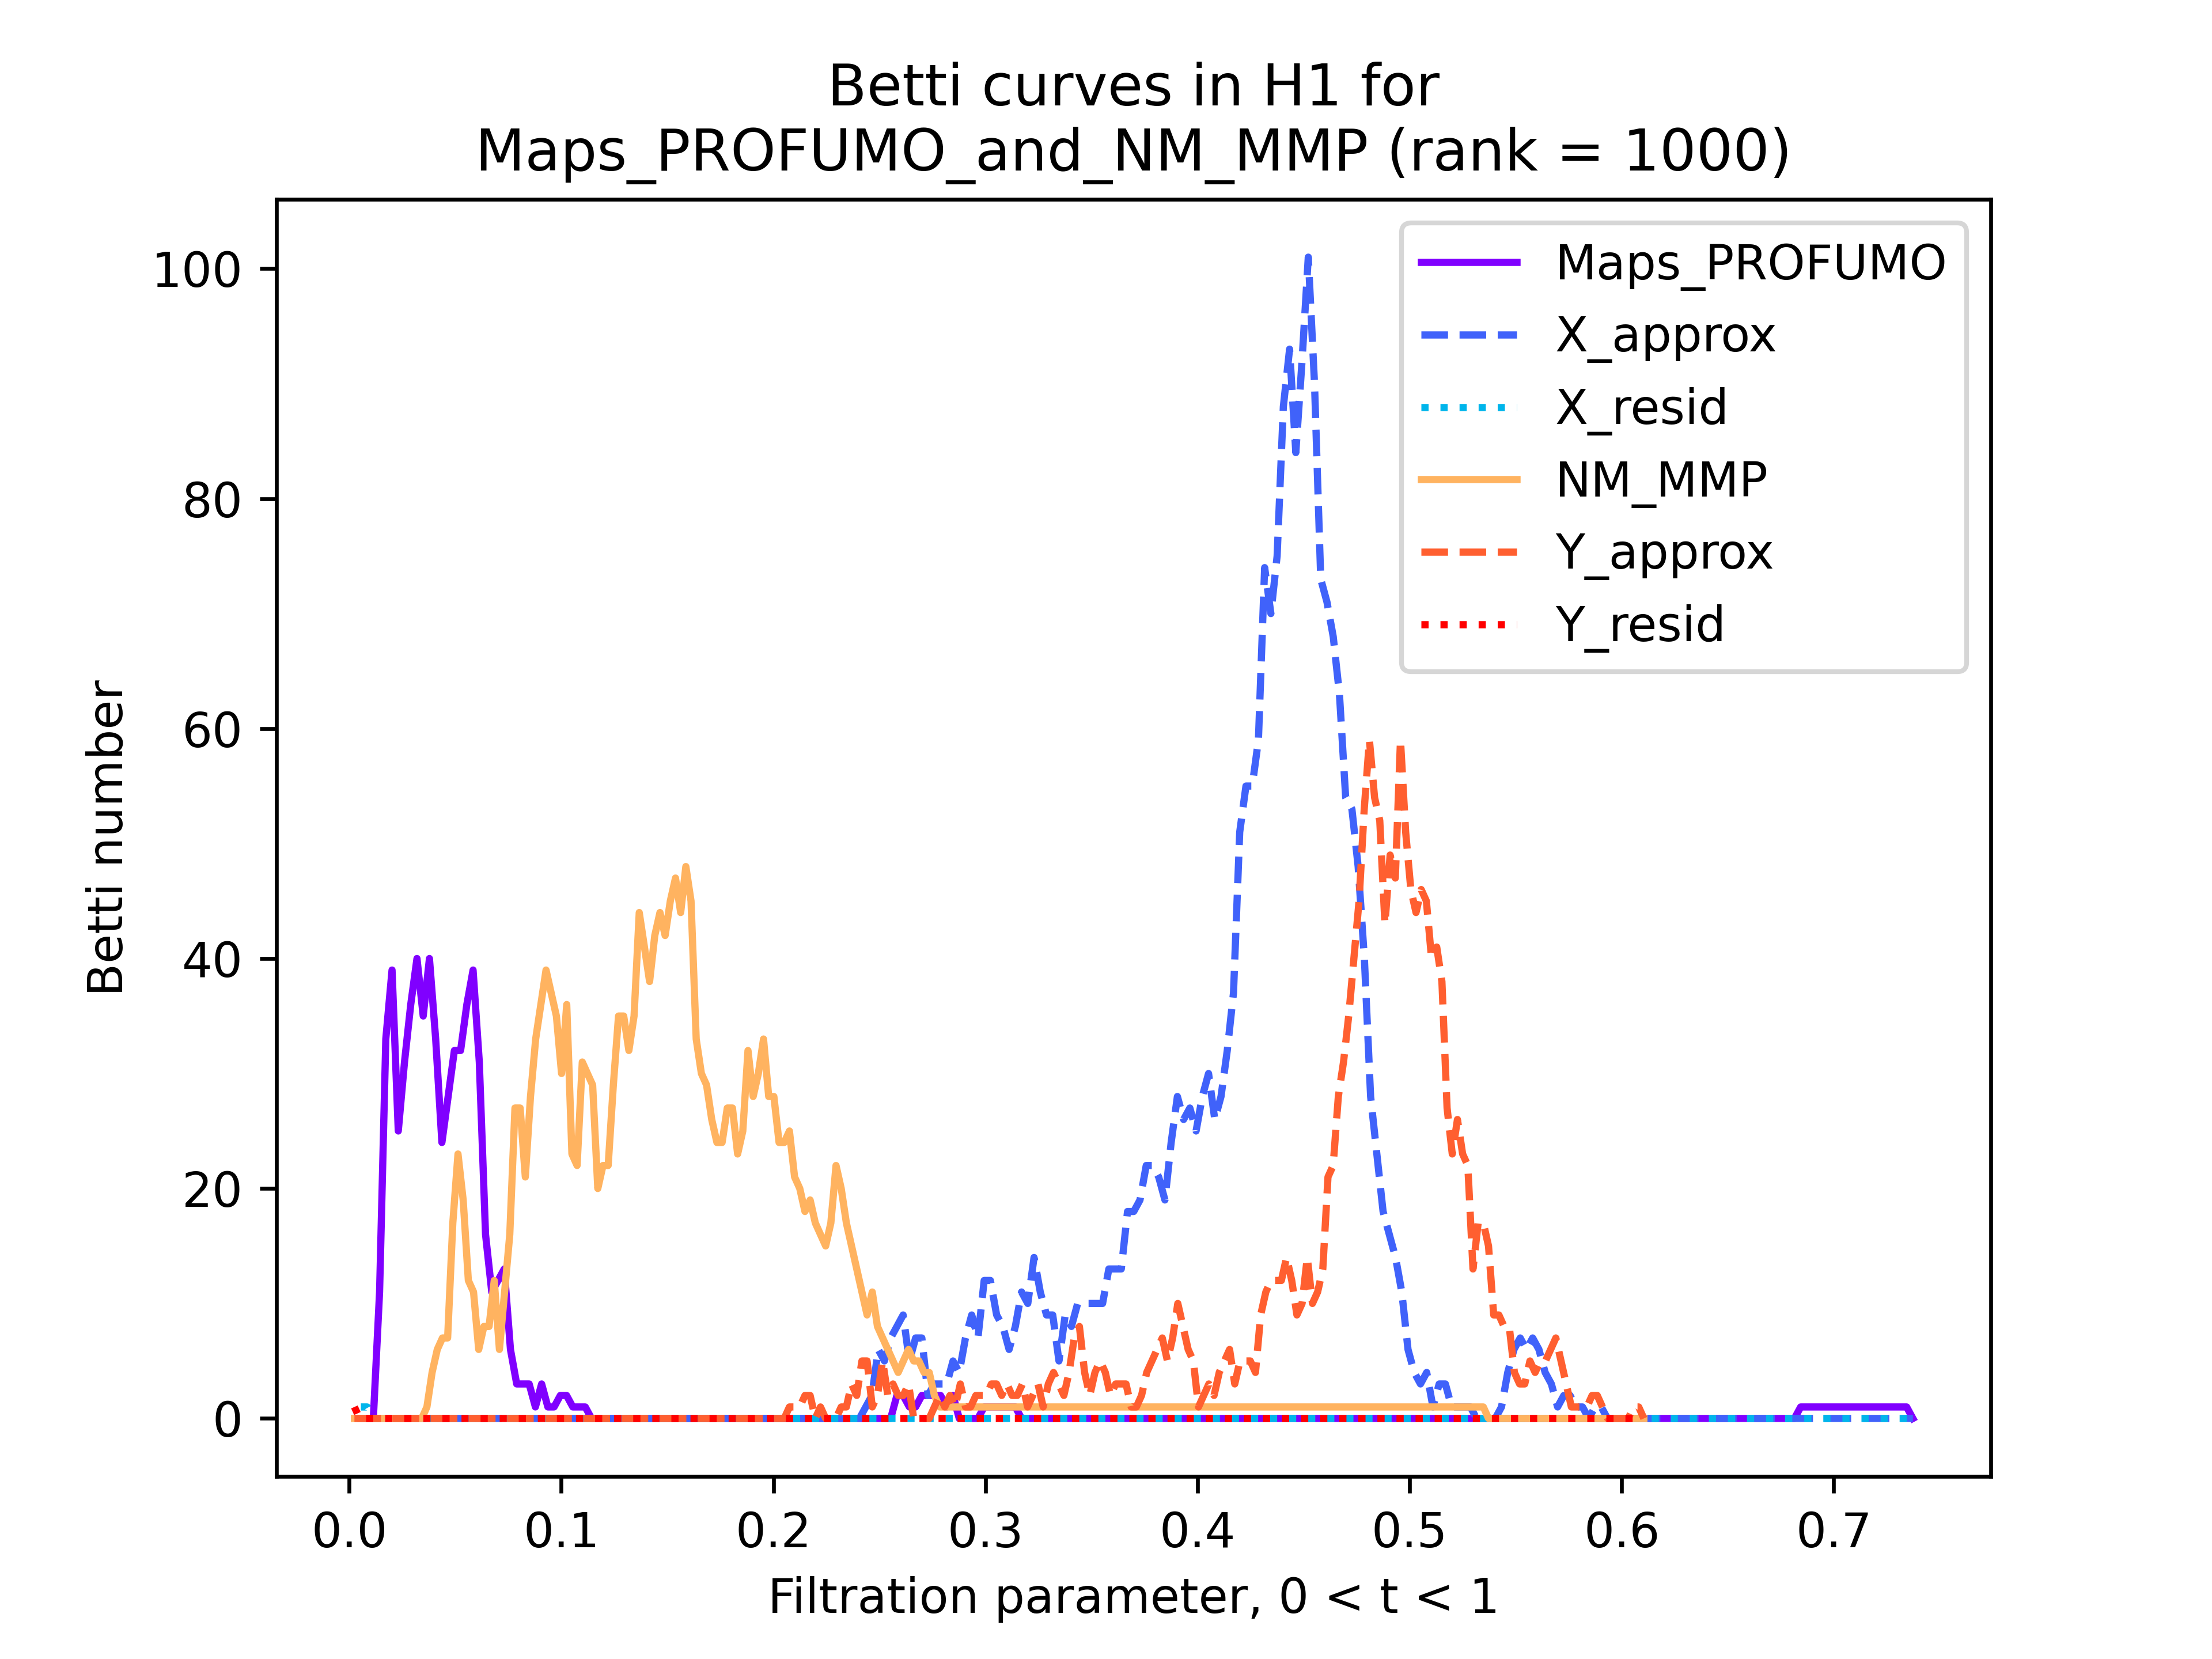 Betti curves in H1 for
Maps_PROFUMO_and_NM_MMP (rank = 1000)
Maps_PROFUMO
X_approx
X_resid
NM_MMP
Y_approx
Y_resid
Betti number
100
80
60
40
20
0
0.0 0.1 0.2 0.3 0.4 0.5 0.6 0.7
Filtration parameter, 0 < t < 1